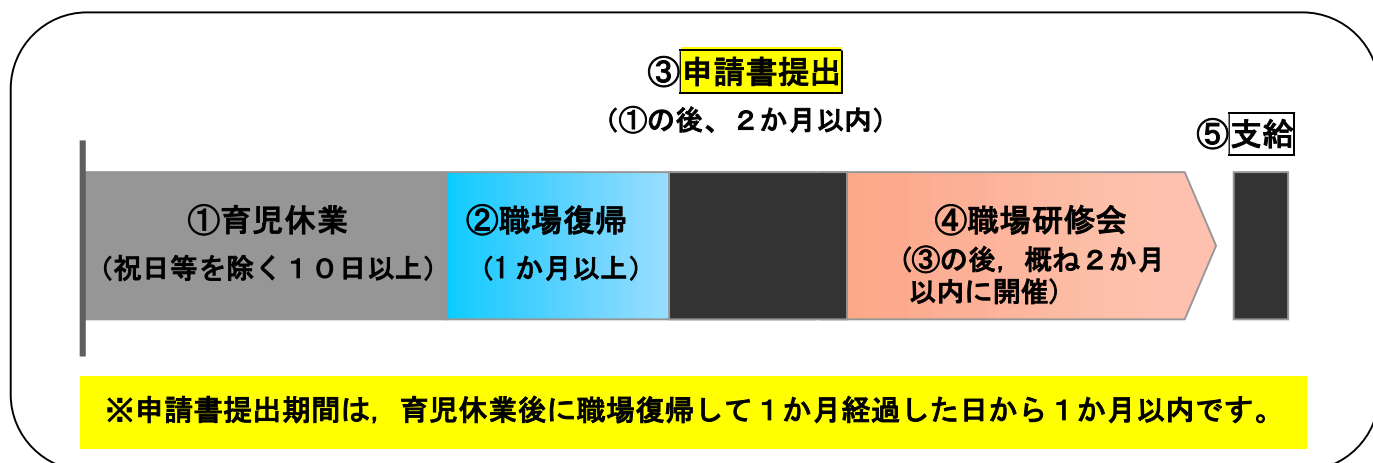 ③申請書提出
（①の後、２か月以内）
⑤支給
①育児休業
（祝日等を除く１０日以上）
②職場復帰
（1 か月以上）
④職場研修会
（③の後，概ね２か月
以内に開催）
※申請書提出期間は，育児休業後に職場復帰して１か月経過した日から１か月以内です。